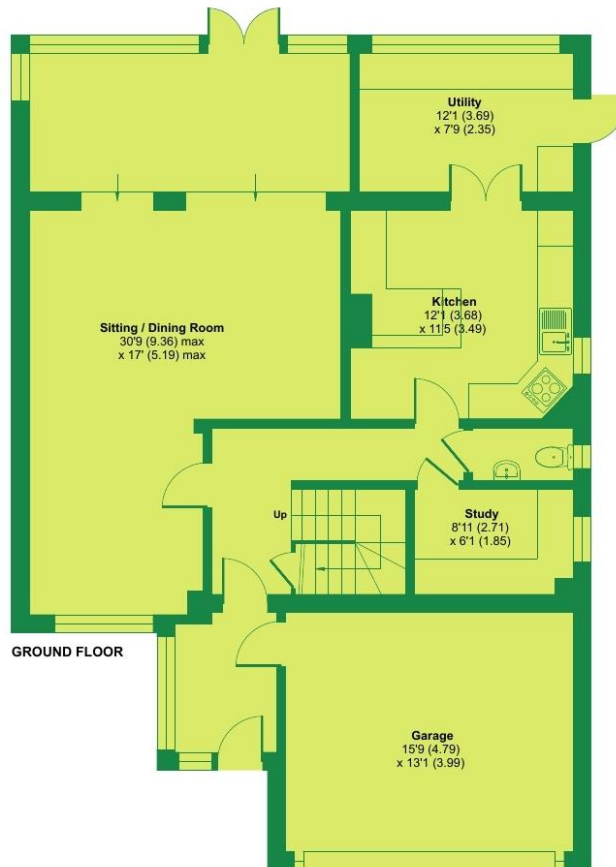 Utility
12'1 (3.69)
x 7'9 (2.35)
Kitchen
12'1 (3.68)
x 11'5 (3.49)
Sitting / Dining Room
30'9 (9.36) max
x 17' (5.19) max
Up
Study
8'11 (2.71)
x 6'1 (1.85)
GROUND FLOOR
Garage
15'9 (4.79)
x 13'1 (3.99)